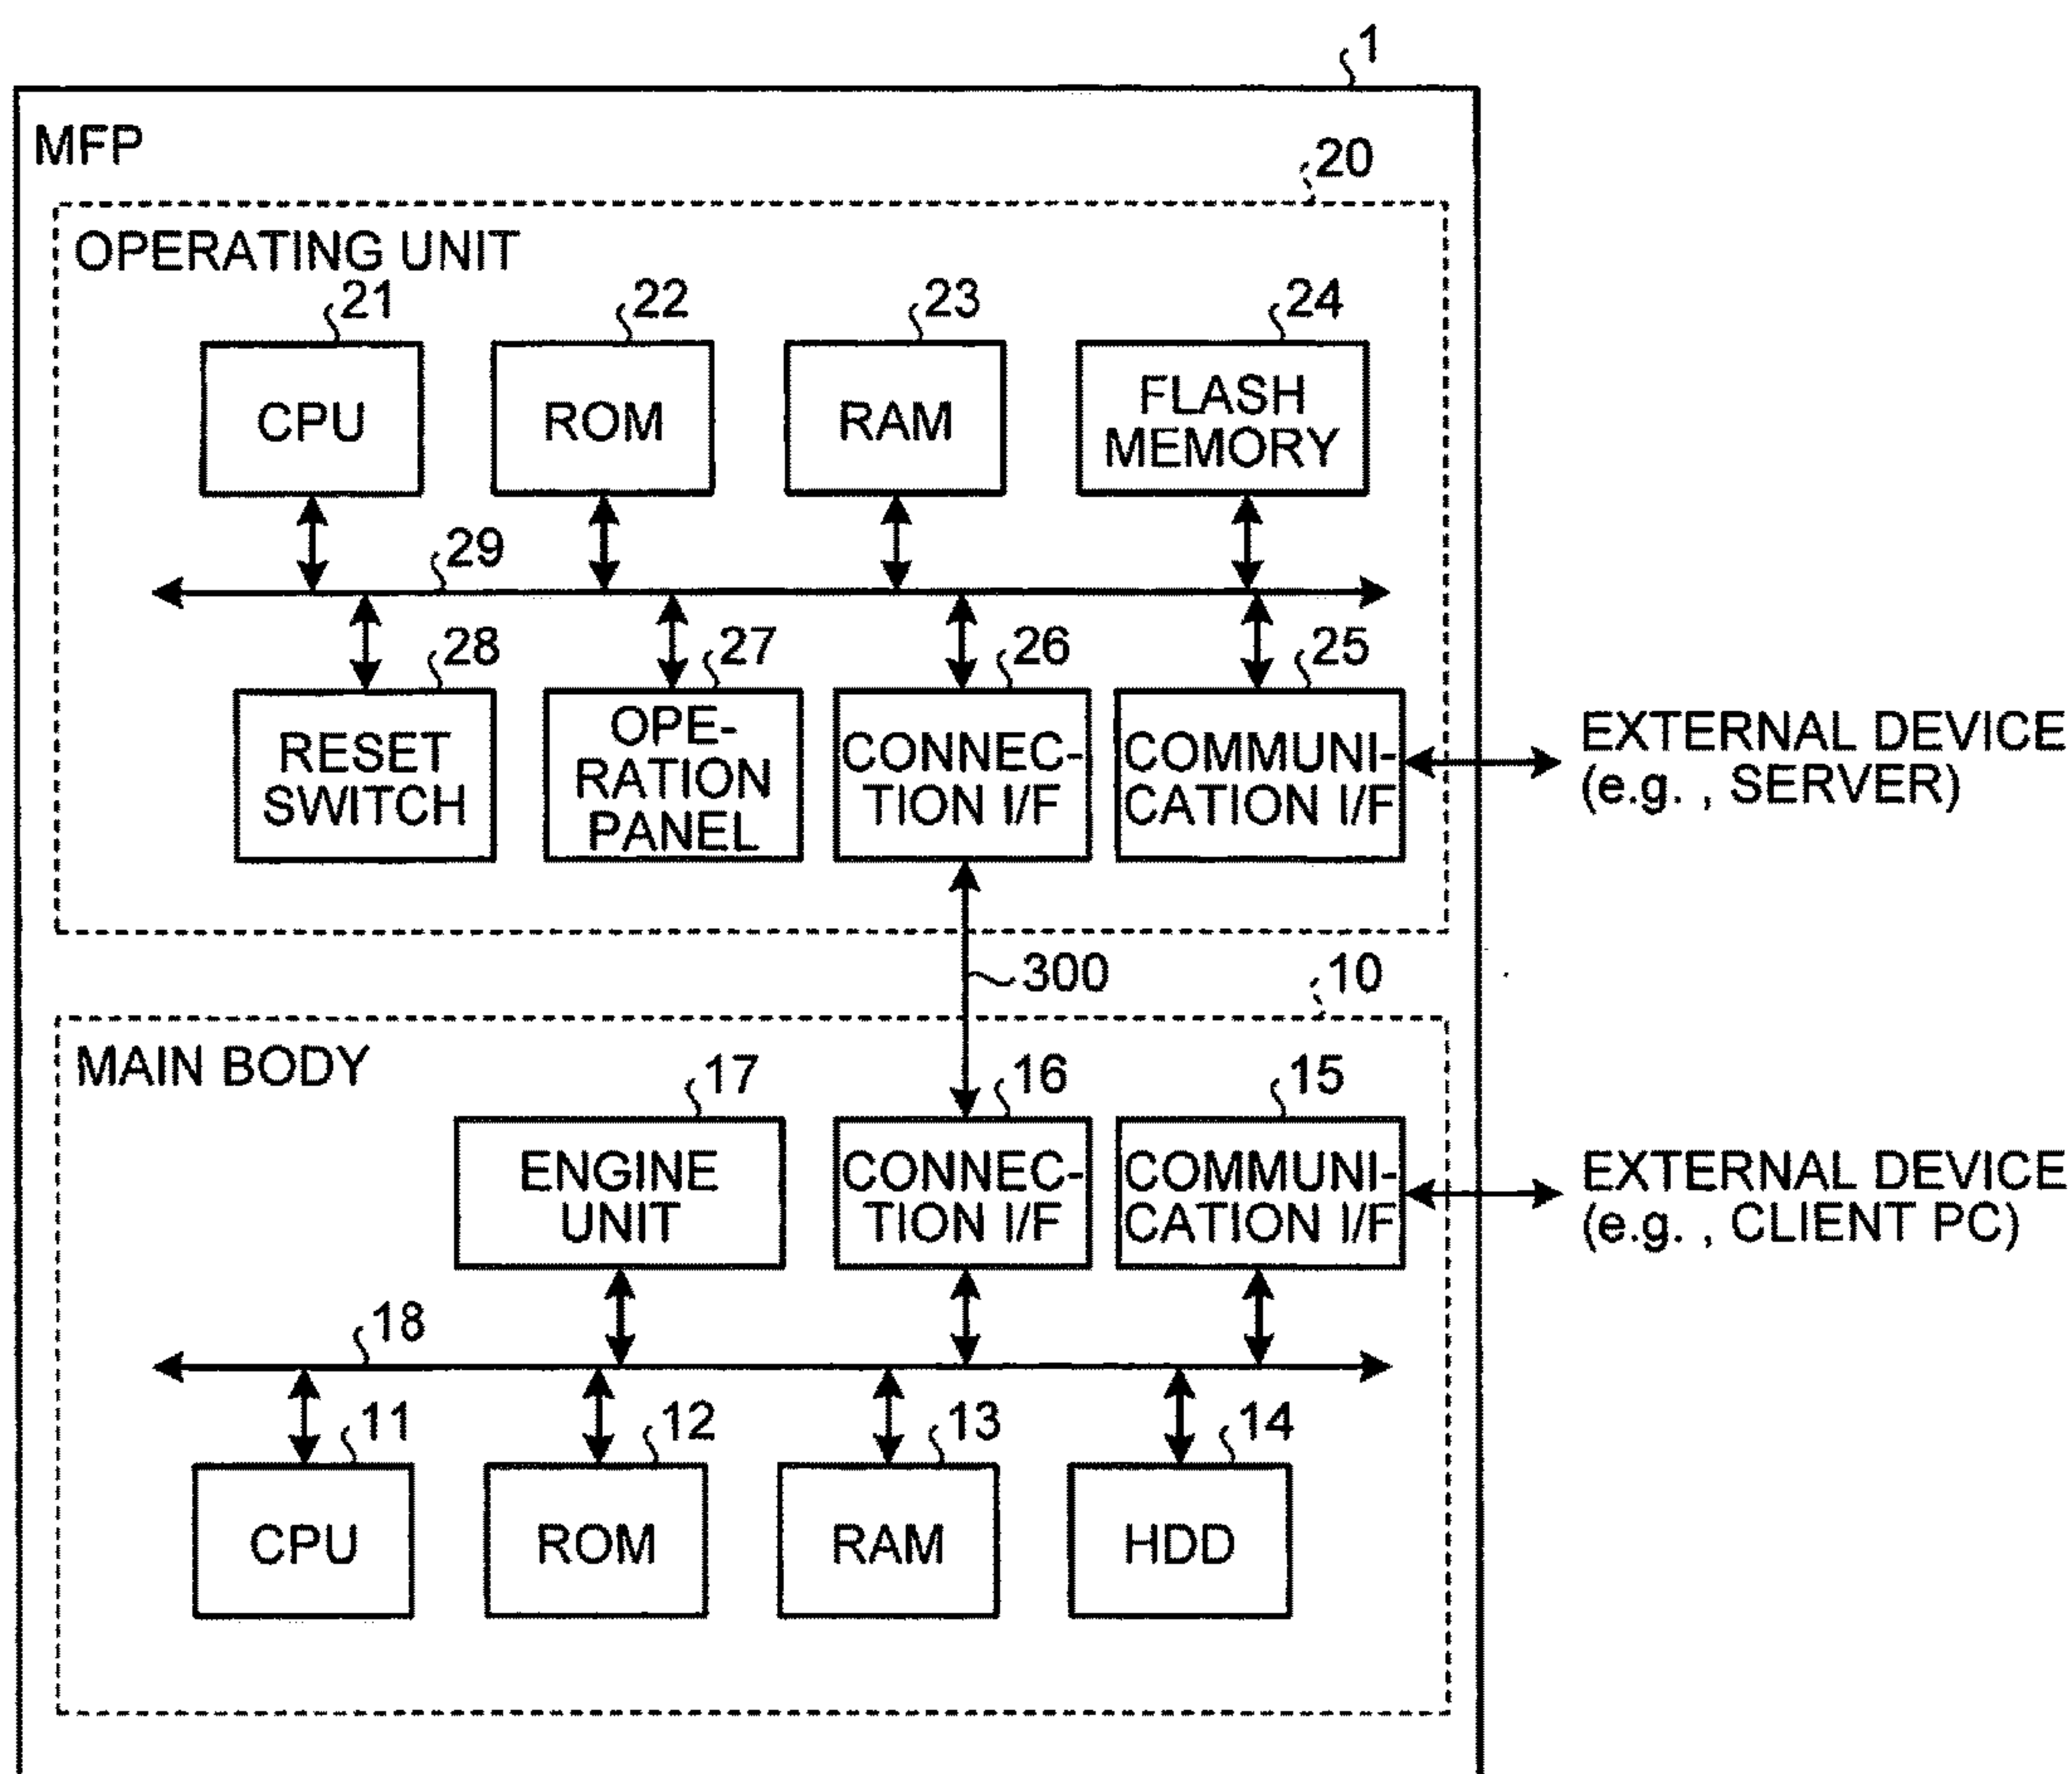 1
MFP
20
OPERATING UNIT
21
22
23
24
CPU
ROM
RAM
FLASH
MEMORY
29
28
27
26
25
RESET
SWITCH
OPE-
RATION
PANEL
CONNEC-
TION I/F
COMMUNI-
CATION I/F
EXTERNAL DEVICE
(e.g. , SERVER)
300
10
MAIN BODY
17
16
15
ENGINE
UNIT
CONNEC-
TION I/F
COMMUNI-
CATION I/F
EXTERNAL DEVICE
(e.g. , CLIENT PC)
18
11
12
13
14
CPU
ROM
RAM
HDD